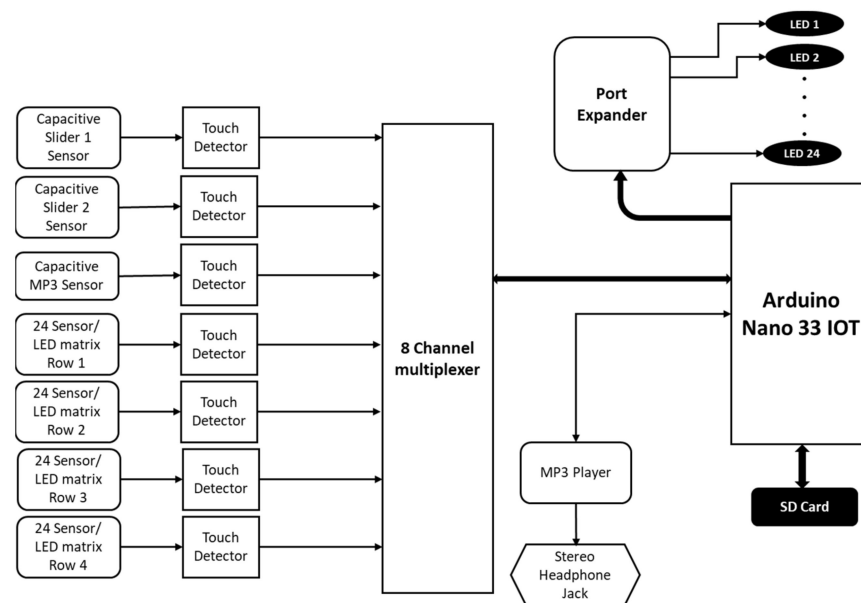 Capacitive
Slider 1
Sensor
Touch
Detector
Capacitive
Slider 2
Sensor
Touch
Detector
Capacitive
MP3 Sensor
Touch
Detector
24 Sensor/
LED matrix
Row 1
Touch
Detector
24 Sensor/
LED matrix
Row 2
Touch
Detector
24 Sensor/
LED matrix
Row 3
Touch
Detector
24 Sensor/
LED matrix
Row 4
Touch
Detector
8 Channel
multiplexer
Port
Expander
LED 1
LED 2
LED 24
Arduino
Nano 33 IOT
MP3 Player
SD Card
Stereo
Headphone
Jack